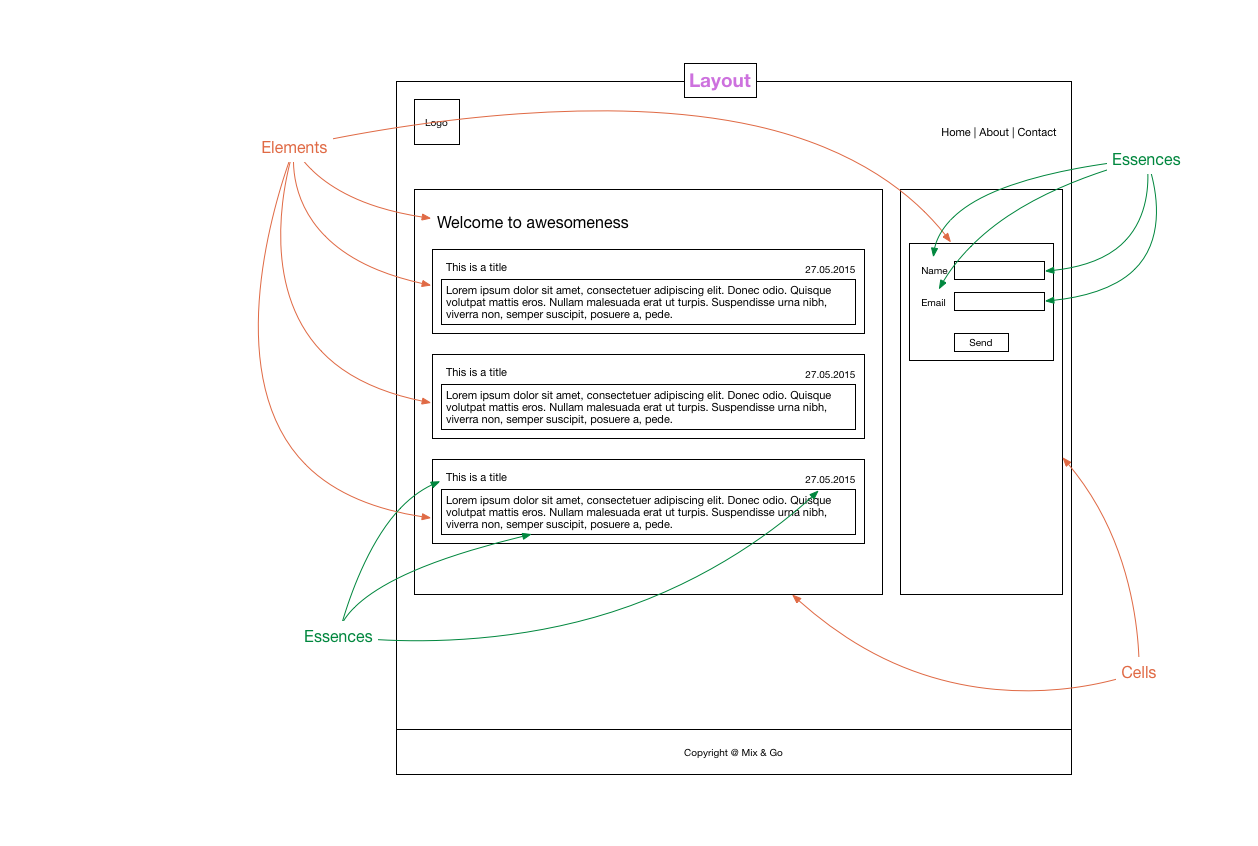 Layout
Logo
Home | About | Contact
Elements
Essences
Welcome to awesomeness
This is a title
27.05.2015
Lorem ipsum dolor sit amet, consectetuer adipiscing elit. Donec odio. Quisque
volutpat mattis eros. Nullam malesuada erat ut turpis. Suspendisse urna nibh,
viverra non, semper suscipit, posuere a, pede.
This is a title
27.05.2015
Lorem ipsum dolor sit amet, consectetuer adipiscing elit. Donec odio. Quisque
volutpat mattis eros. Nullam malesuada erat ut turpis. Suspendisse urna nibh,
viverra non, semper suscipit, posuere a, pede.
This is a title
27.05.2015
Lorem ipsum dolor sit amet, consectetuer adipiscing elit. Donec odio. Quisque
volutpat mattis eros. Nullam malesuada erat ut turpis. Suspendisse urna nibh,
viverra non, semper suscipit, posuere a, pede.
Name
Email
Send
Essences
Cells
Copyright @ Mix & Go